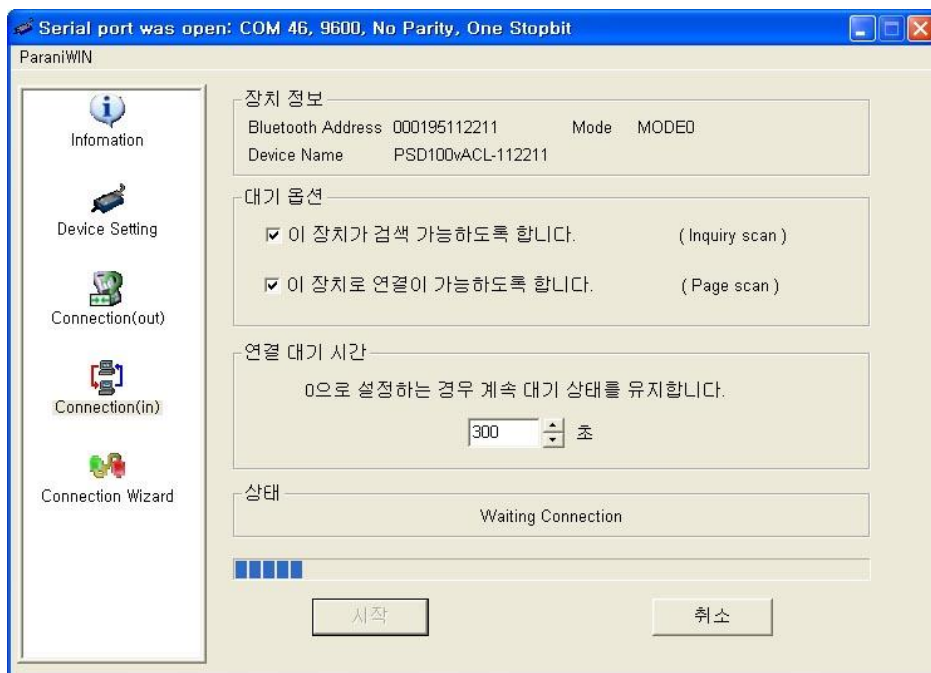 Serial port was open: COM 46, 9600, No Parity, One Stopbit
ParaniWIN
Infomation
Device Setting
Connection(out)
Connection(in)
Connection Wizard
장치 정보
Bluetooth Address 000195112211 Mode MODE0
Device Name PSD100vACL-112211
대기 옵션
이 장치가 검색 가능하도록 합니다. ( Inquiry scan )
이 장치로 연결이 가능하도록 합니다. ( Page scan )
연결 대기 시간
0으로 설정하는 경우 계속 대기 상태를 유지합니다.
300 초
상태
Waiting Connection
시작 취소